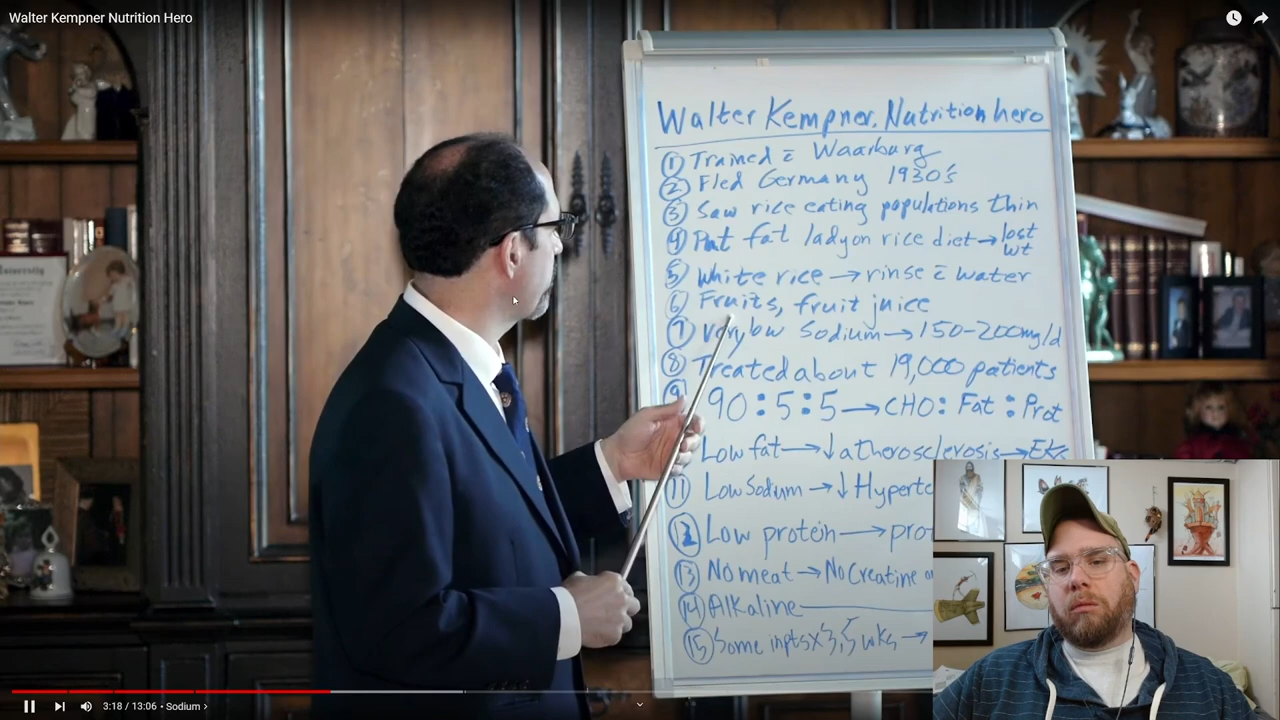 Walter Kempner Nutrition Hero
Walter Kempner. Nutrition hero
① Trained c̄ Waarburg
② Fled Germany 1930's
③ Saw rice eating populations thin
④ Put fat lady on rice diet → lost wt
⑤ White rice → rinse c̄ water
⑥ Fruits, fruit juice
⑦ Very low Sodium → 150-200mg/d
⑧ Treated about 19,000 patients
⑨ 90:5:5 → CHO: Fat: Prot
Low fat → ↓ atherosclerosis →
⑪ Low Sodium → ↓ Hyperte
⑫ Low protein → pro
⑬ No meat → No Creatine
⑭ Alkaline
⑮ Some inpts x 3,5 wks →
3:18 / 13:06 • Sodium ›